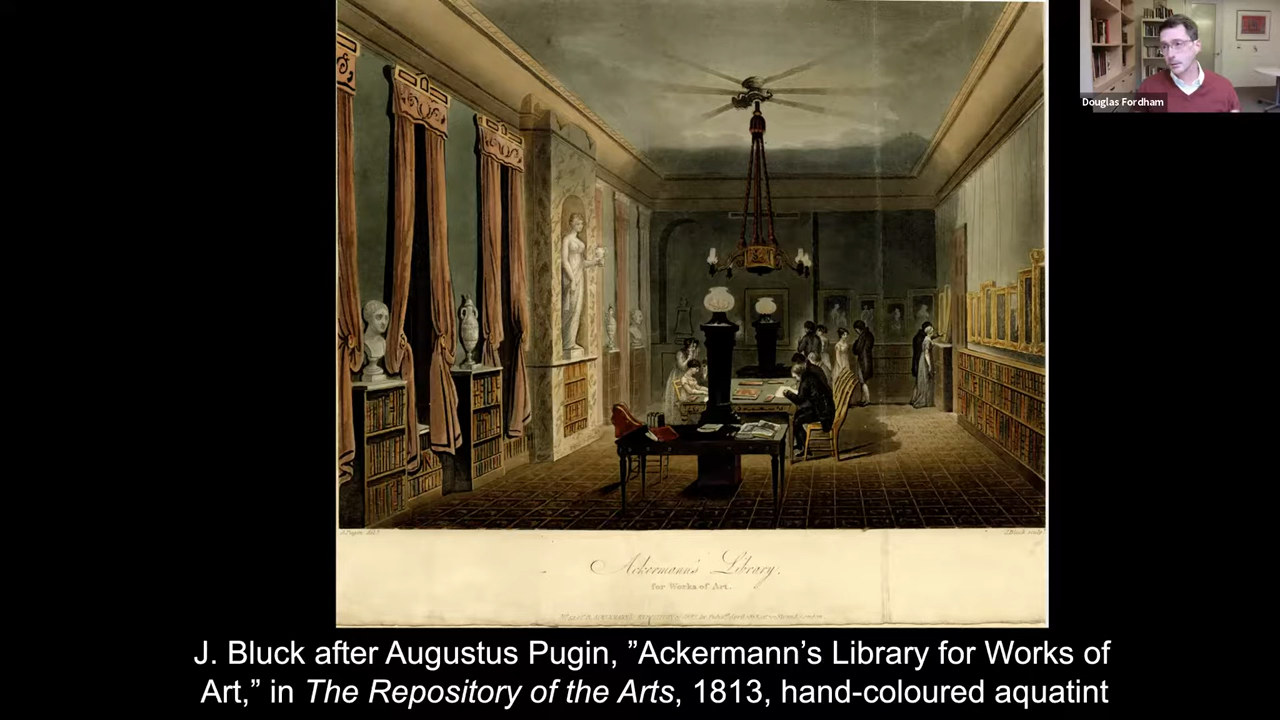 Douglas Fordham
Ackermann's Library.
for Works of Art.
J. Bluck after Augustus Pugin, ”Ackermann’s Library for Works of
Art,” in The Repository of the Arts, 1813, hand-coloured aquatint